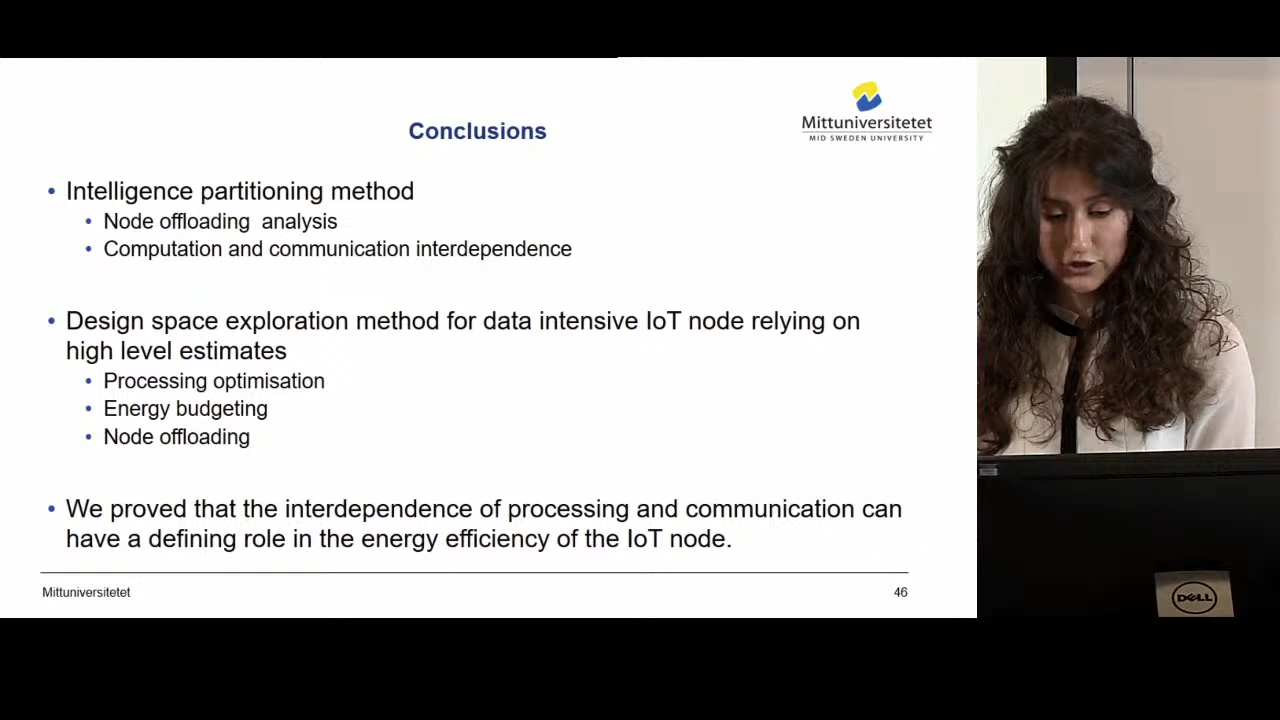 Mittuniversitetet
MID SWEDEN UNIVERSITY
Conclusions
• Intelligence partitioning method
• Node offloading analysis
• Computation and communication interdependence
• Design space exploration method for data intensive IoT node relying on
high level estimates
• Processing optimisation
• Energy budgeting
• Node offloading
• We proved that the interdependence of processing and communication can
have a defining role in the energy efficiency of the IoT node.
Mittuniversitetet
46
DELL